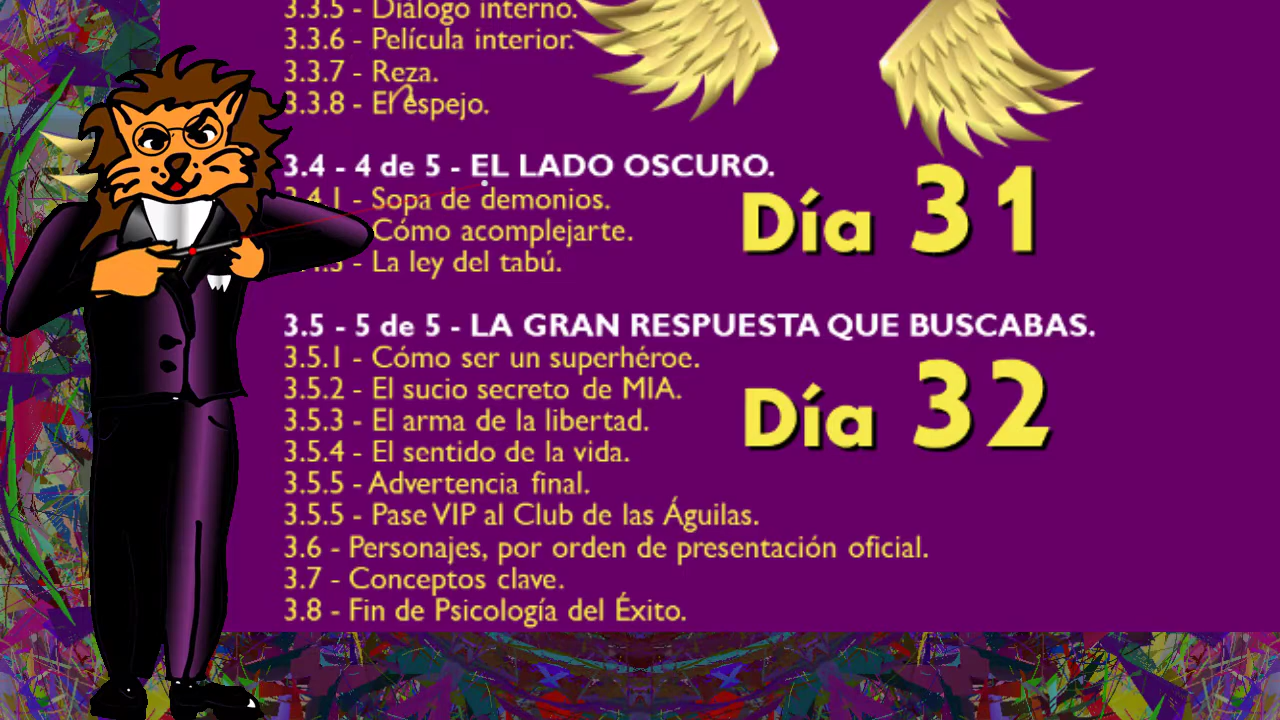 3.3.5 - Diálogo interno.
3.3.6 - Película interior.
3.3.7 - Reza.
3.3.8 - El espejo.
3.4 - 4 de 5 - EL LADO OSCURO.
3.4.1 - Sopa de demonios.
Cómo acomplejarte.
- La ley del tabú.
Día 31
3.5 - 5 de 5 - LA GRAN RESPUESTA QUE BUSCABAS.
3.5.1 - Cómo ser un superhéroe.
3.5.2 - El sucio secreto de MIA.
3.5.3 - El arma de la libertad.
3.5.4 - El sentido de la vida.
Día 32
3.5.5 - Advertencia final.
3.5.5 - Pase VIP al Club de las Águilas.
3.6 - Personajes, por orden de presentación oficial.
3.7 - Conceptos clave.
3.8 - Fin de Psicología del Éxito.